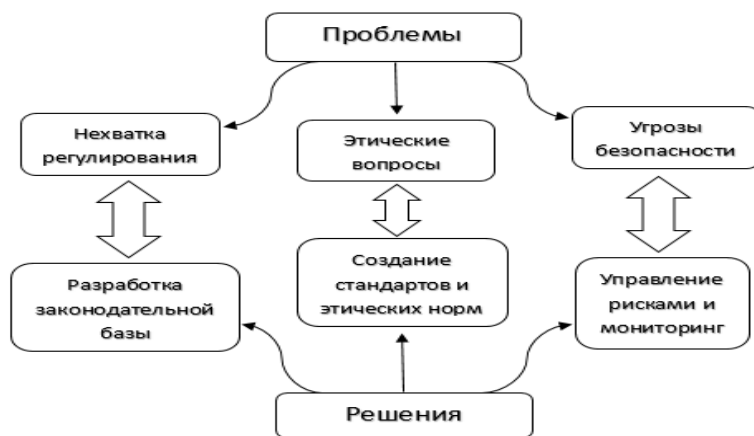 Проблемы
Нехватка
регулирования
Этические
вопросы
Угрозы
безопасности
Разработка
законодательной
базы
Создание
стандартов и
этических норм
Управление
рисками и
мониторинг
Решения